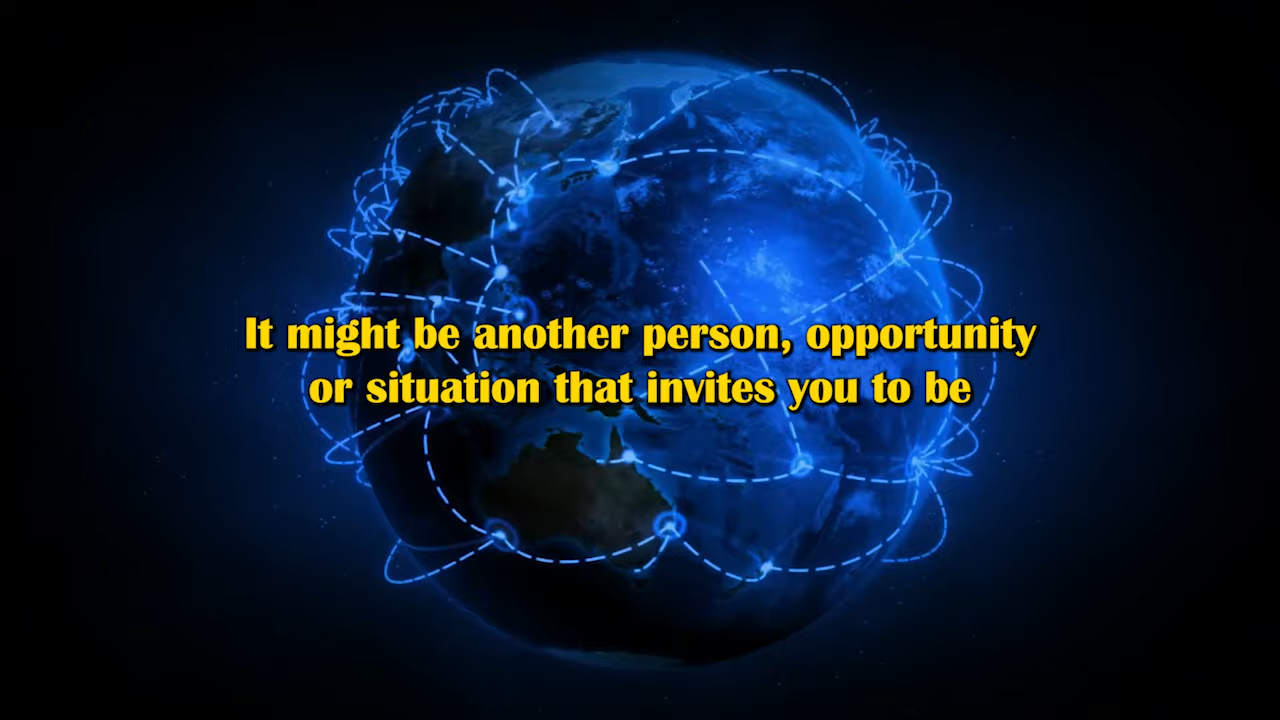 It might be another person, opportunity
or situation that invites you to be